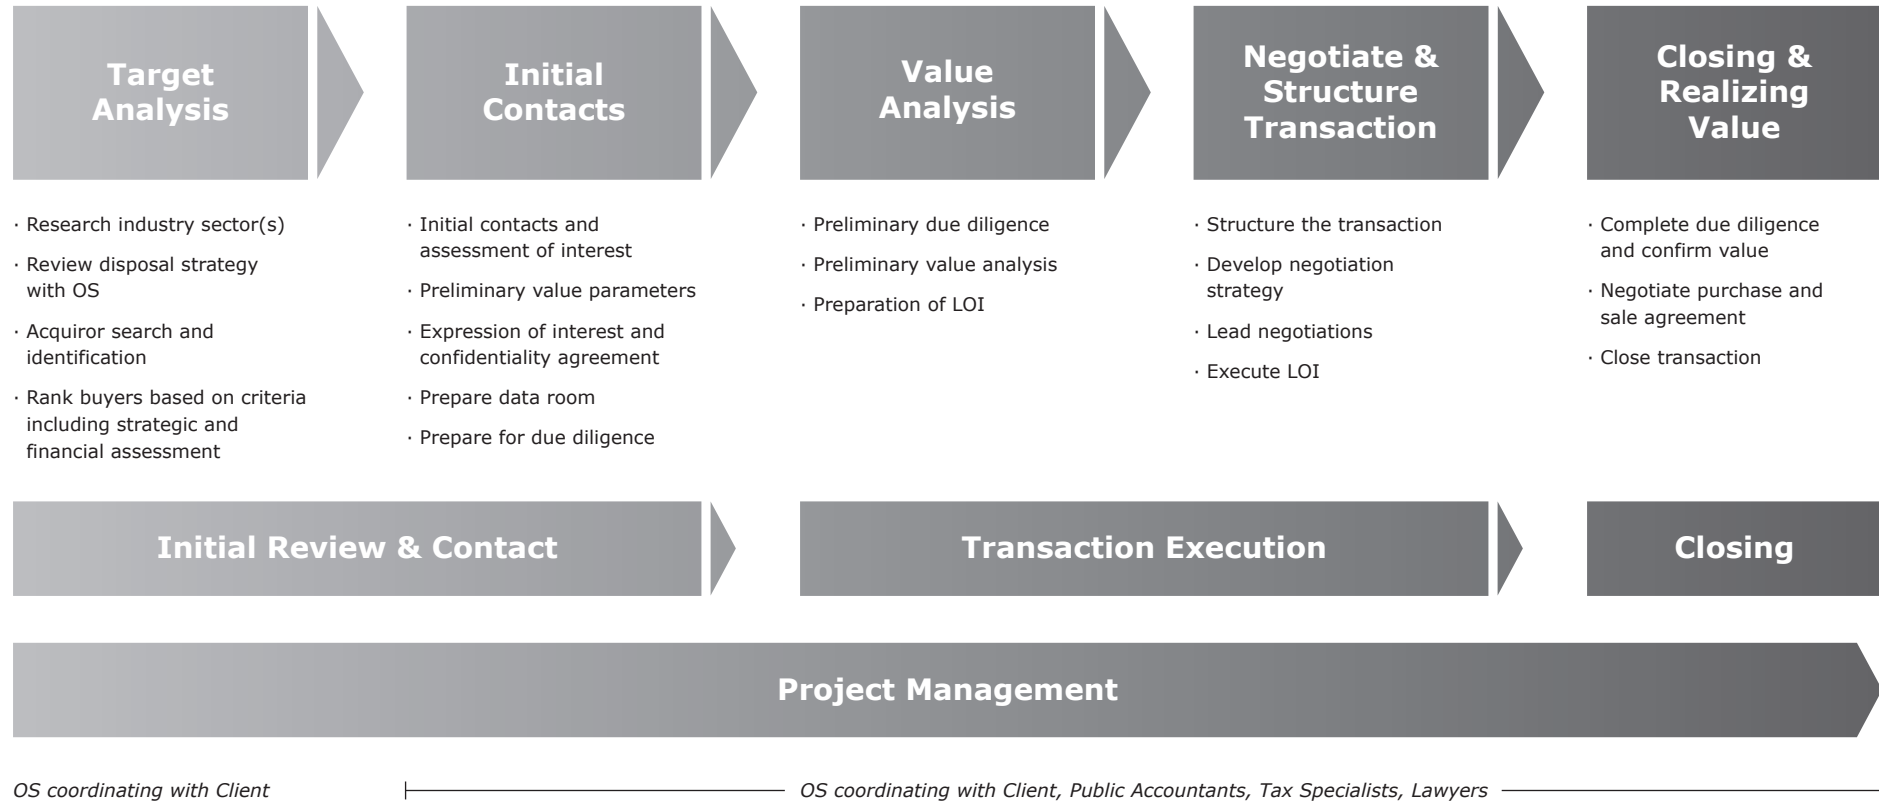 Target
Analysis
Initial
Contacts
Value
Analysis
Negotiate &
Structure
Transaction
Closing &
Realizing
Value
· Research industry sector(s)
· Review disposal strategy
with OS
· Acquiror search and
identification
· Rank buyers based on criteria
including strategic and
financial assessment
· Initial contacts and
assessment of interest
· Preliminary value parameters
· Expression of interest and
confidentiality agreement
· Prepare data room
· Prepare for due diligence
· Preliminary due diligence
· Preliminary value analysis
· Preparation of LOI
· Structure the transaction
· Develop negotiation
strategy
· Lead negotiations
· Execute LOI
· Complete due diligence
and confirm value
· Negotiate purchase and
sale agreement
· Close transaction
Initial Review & Contact
Transaction Execution
Closing
Project Management
OS coordinating with Client
OS coordinating with Client, Public Accountants, Tax Specialists, Lawyers